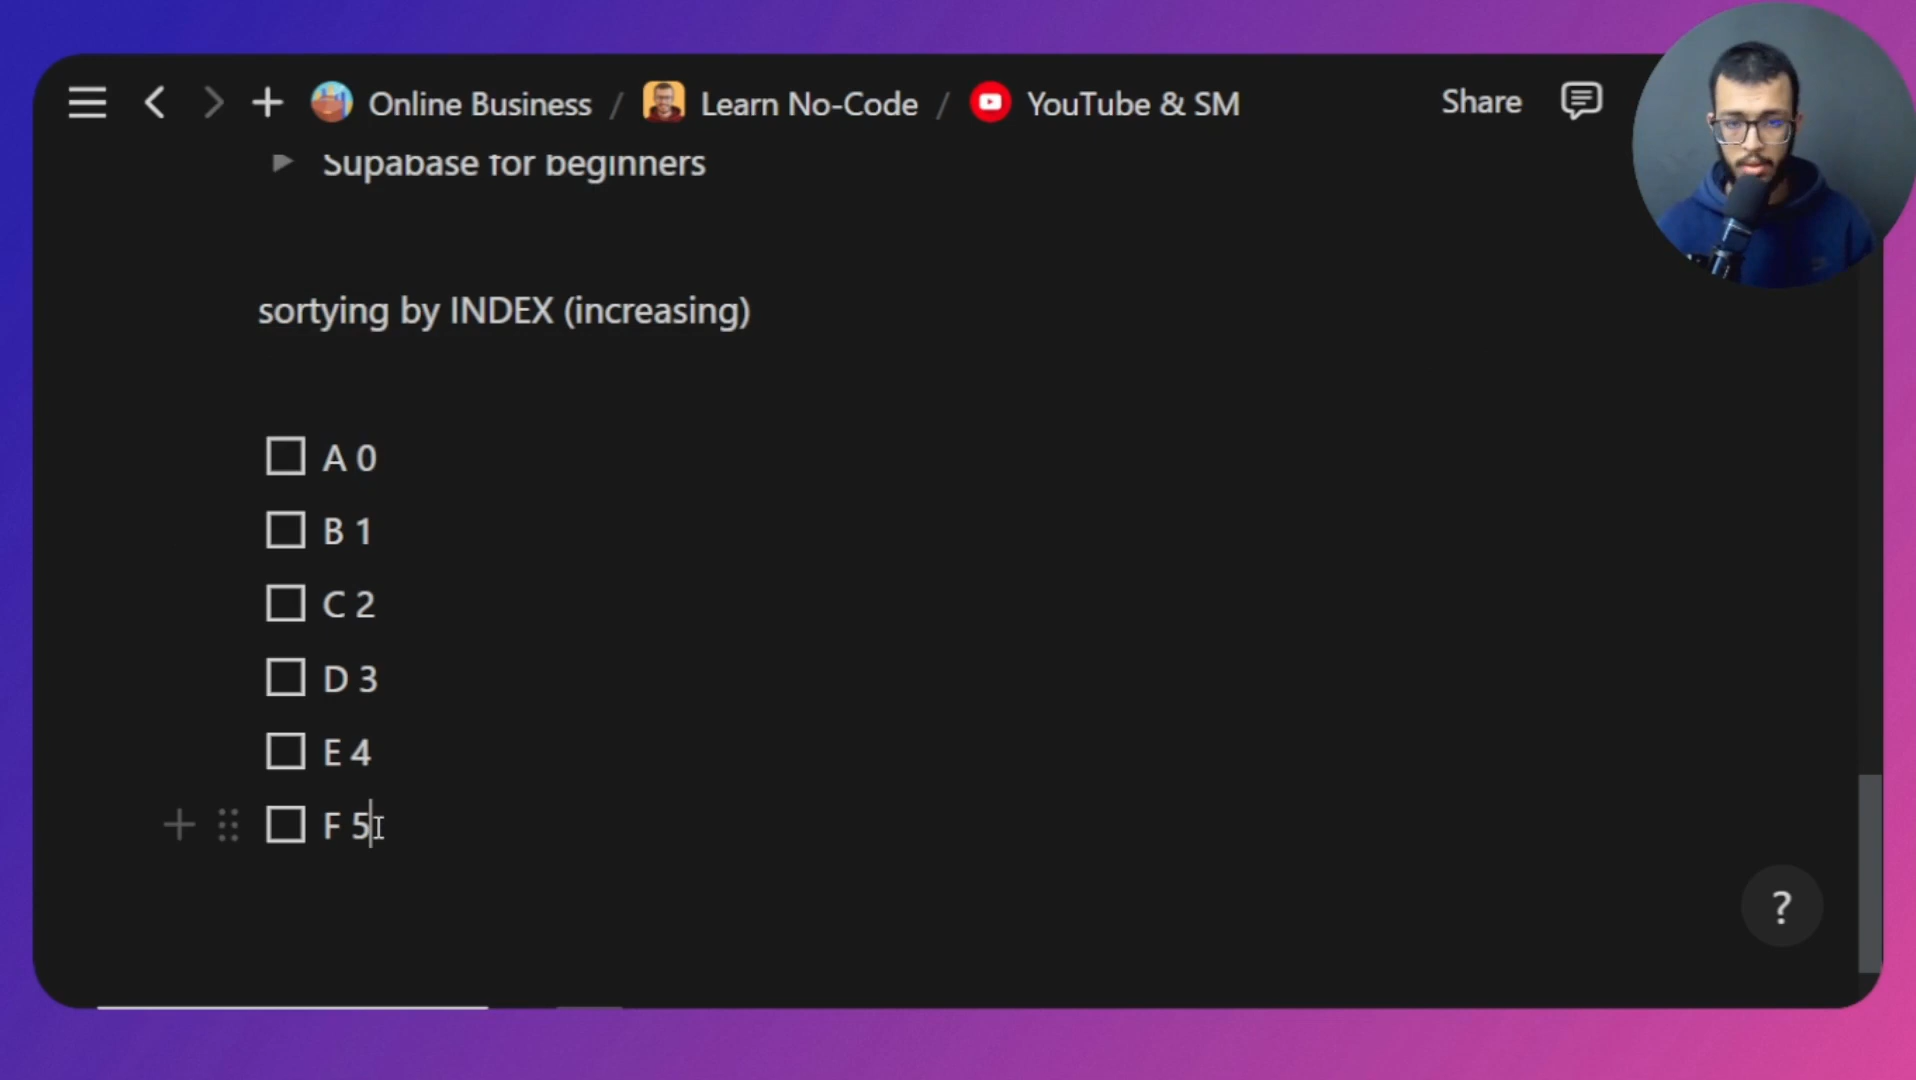 Online Business / Learn No-Code / YouTube & SM
Share
Supabase for beginners
sortying by INDEX (increasing)
A 0
B 1
C 2
D 3
E 4
F 5
?